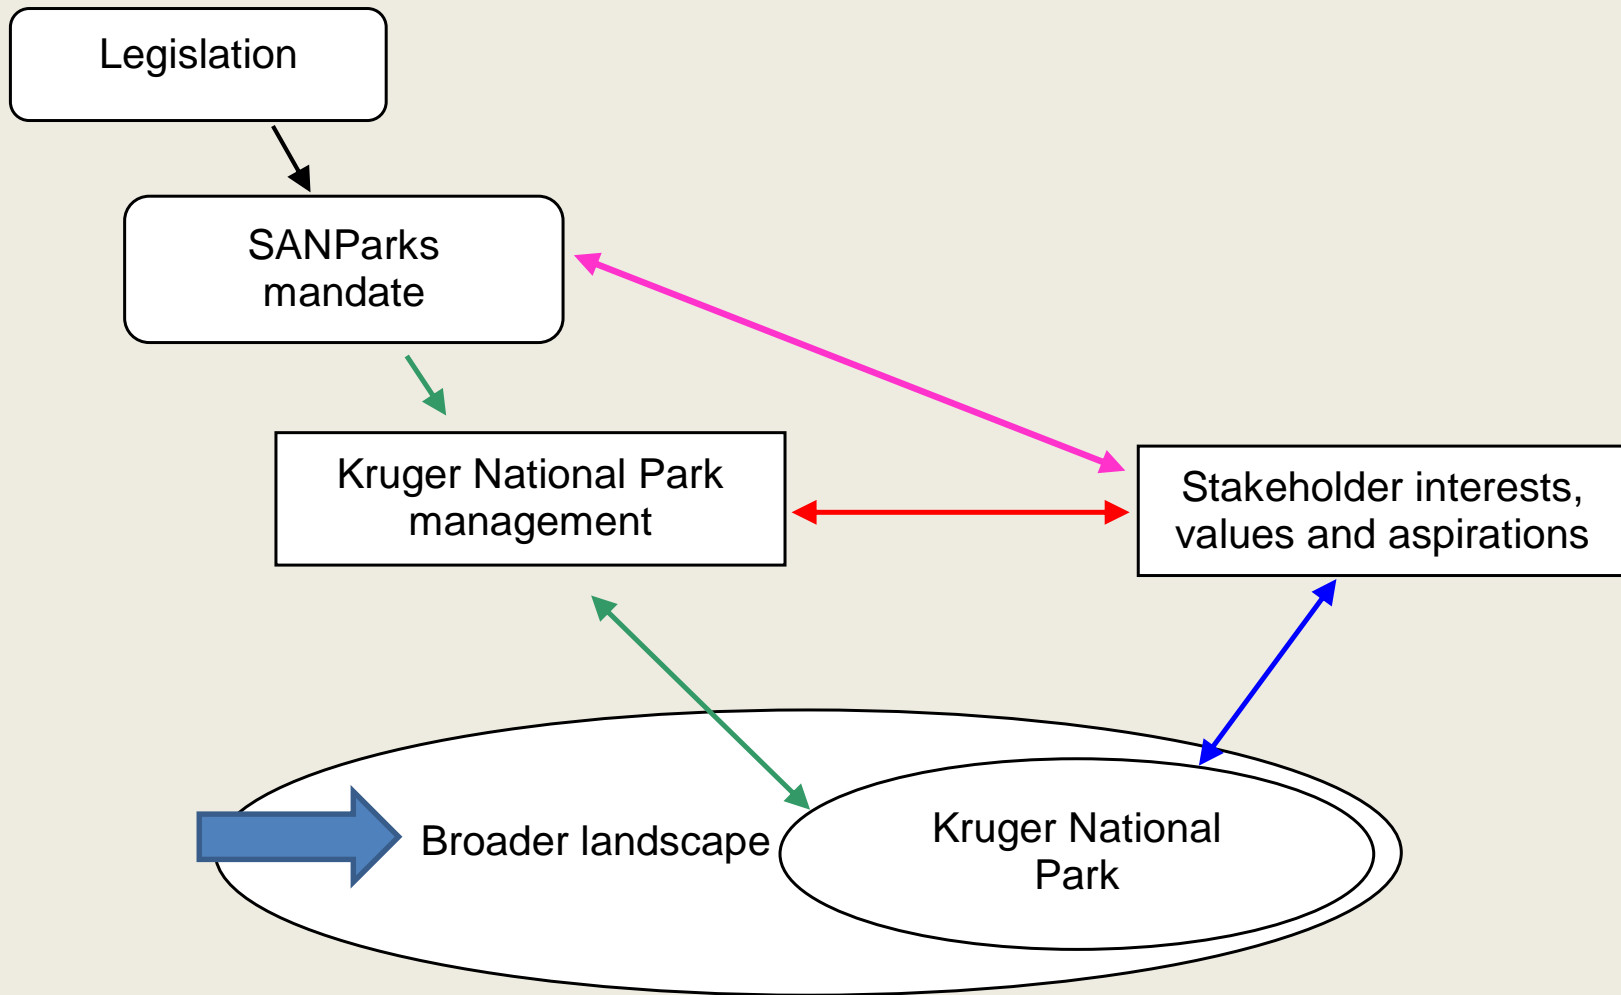 Legislation
SANParks
mandate
Kruger National Park
management
Stakeholder interests,
values and aspirations
Broader landscape
Kruger National
Park